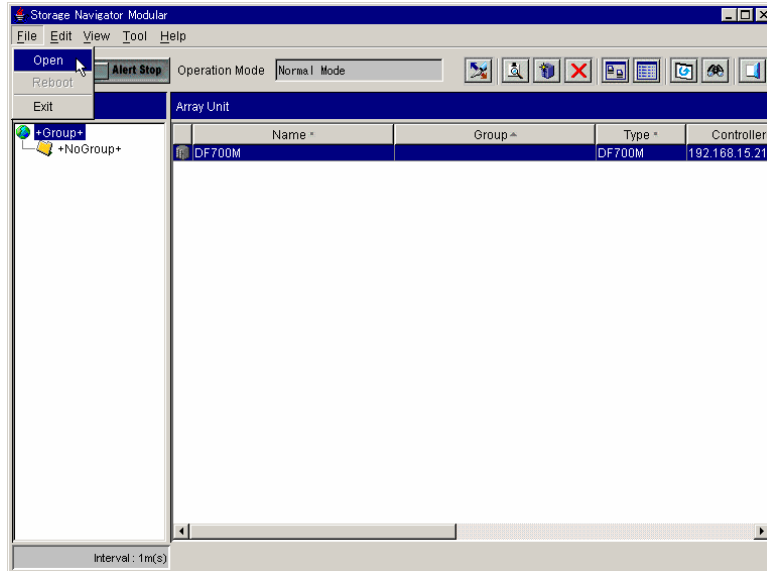 Storage Navigator Modular
File Edit View Tool Help
Open
Reboot
Exit
Alert Stop
Operation Mode
Normal Mode
Array Unit
+Group+
+NoGroup+
Name
Group
Type
Controller
DF700M
DF700M
192.168.15.21
Interval : 1m(s)